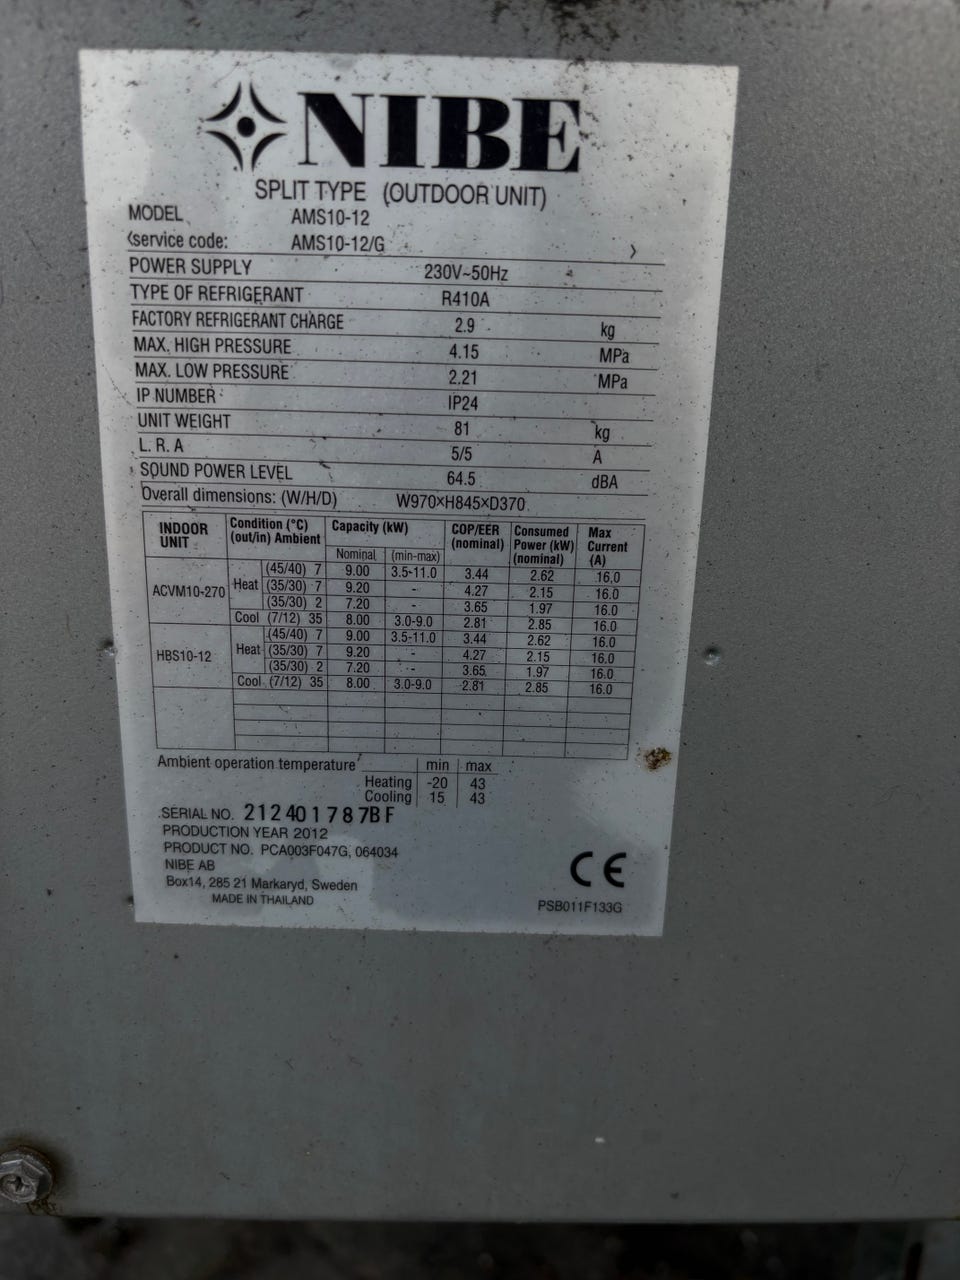 NIBE
SPLIT TYPE (OUTDOOR UNIT)
MODEL AMS10-12
(service code: AMS10-12/G )
POWER SUPPLY 230V~50Hz
TYPE OF REFRIGERANT R410A
FACTORY REFRIGERANT CHARGE 2.9 kg
MAX. HIGH PRESSURE 4.15 MPa
MAX. LOW PRESSURE 2.21 MPa
IP NUMBER IP24
UNIT WEIGHT 81 kg
L. R. A 5/5 A
SOUND POWER LEVEL 64.5 dBA
Overall dimensions: (W/H/D) W970×H845×D370
INDOOR UNIT Condition (°C) (out/in) Ambient Capacity (kW) COP/EER (nominal) Consumed Power (kW) (nominal) Max Current (A)
Nominal (min-max)
ACVM10-270 Heat (45/40) 7 9.00 3.5-11.0 3.44 2.62 16.0
(35/30) 7 9.20 - 4.27 2.15 16.0
(35/30) 2 7.20 - 3.65 1.97 16.0
Cool (7/12) 35 8.00 3.0-9.0 2.81 2.85 16.0
HBS10-12 Heat (45/40) 7 9.00 3.5-11.0 3.44 2.62 16.0
(35/30) 7 9.20 - 4.27 2.15 16.0
(35/30) 2 7.20 - 3.65 1.97 16.0
Cool (7/12) 35 8.00 3.0-9.0 2.81 2.85 16.0
Ambient operation temperature min max
Heating -20 43
Cooling 15 43
SERIAL NO. 21240178 7BF
PRODUCTION YEAR 2012
PRODUCT NO. PCA003F047G, 064034
NIBE AB
Box14, 285 21 Markaryd, Sweden
MADE IN THAILAND
CE
PSB011F133G